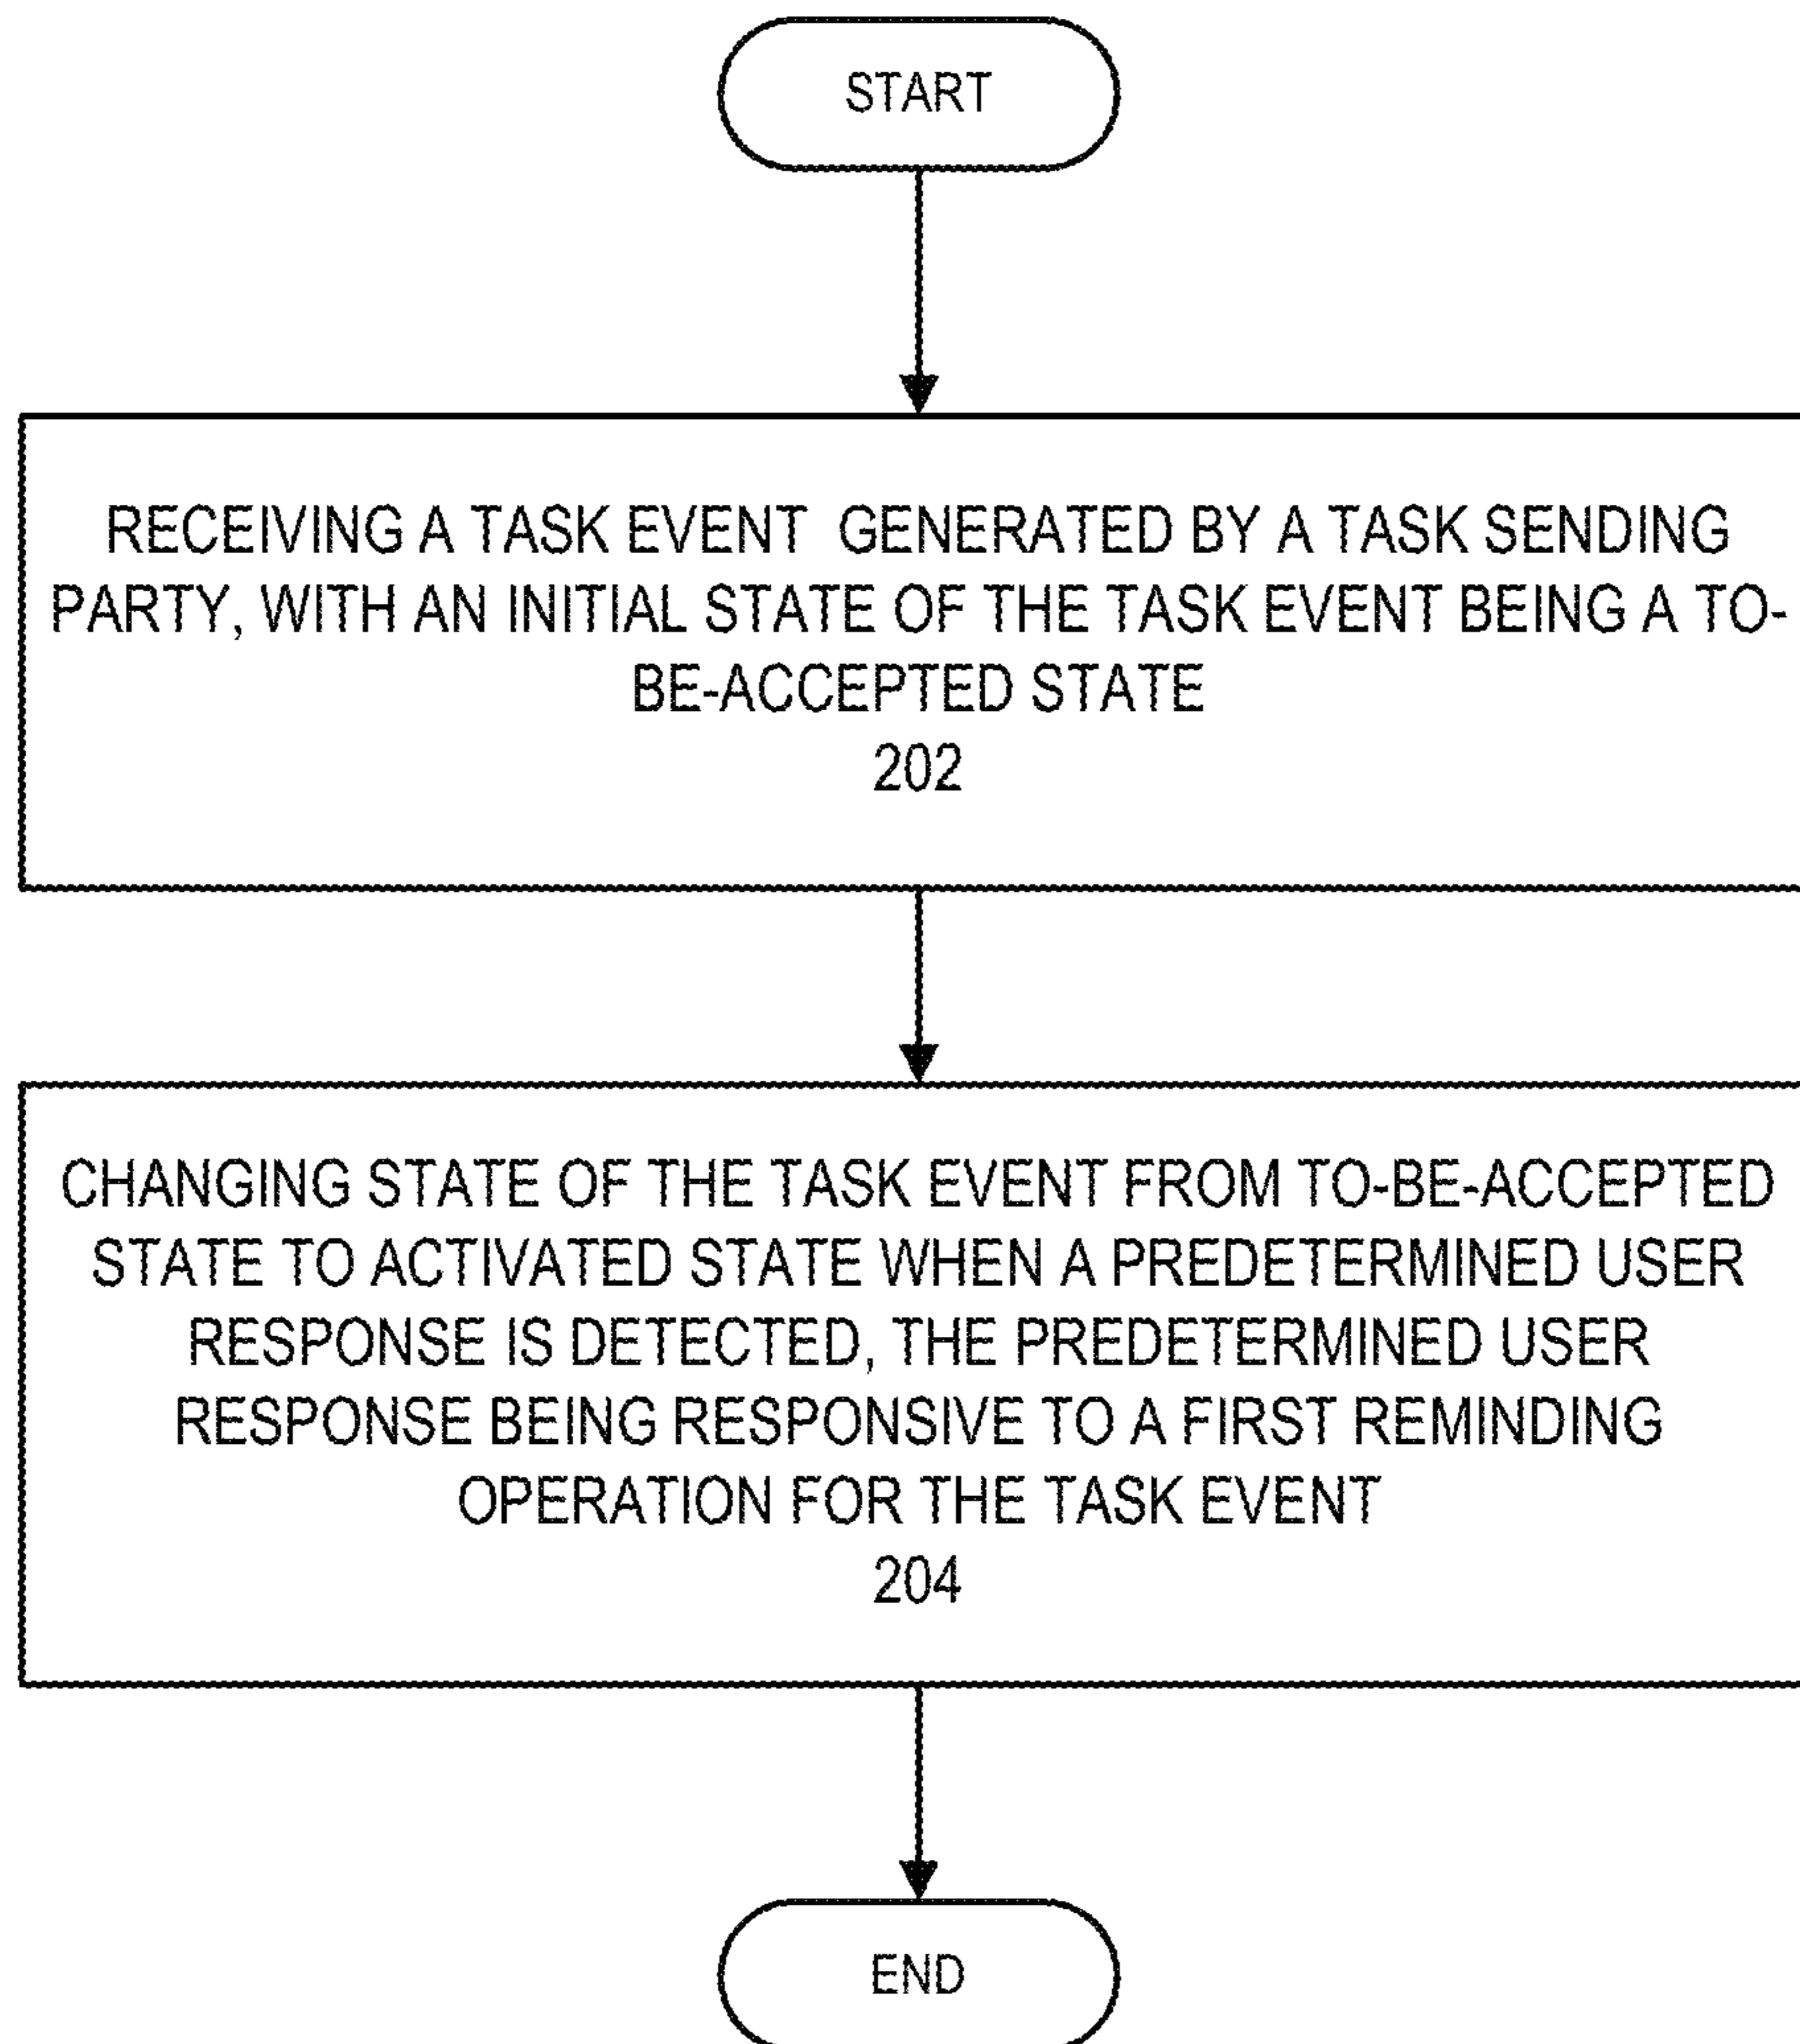 START
RECEIVING A TASK EVENT GENERATED BY A TASK SENDING
PARTY, WITH AN INITIAL STATE OF THE TASK EVENT BEING A TO-
BE-ACCEPTED STATE
202
CHANGING STATE OF THE TASK EVENT FROM TO-BE-ACCEPTED
STATE TO ACTIVATED STATE WHEN A PREDETERMINED USER
RESPONSE IS DETECTED, THE PREDETERMINED USER
RESPONSE BEING RESPONSIVE TO A FIRST REMINDING
OPERATION FOR THE TASK EVENT
204
END